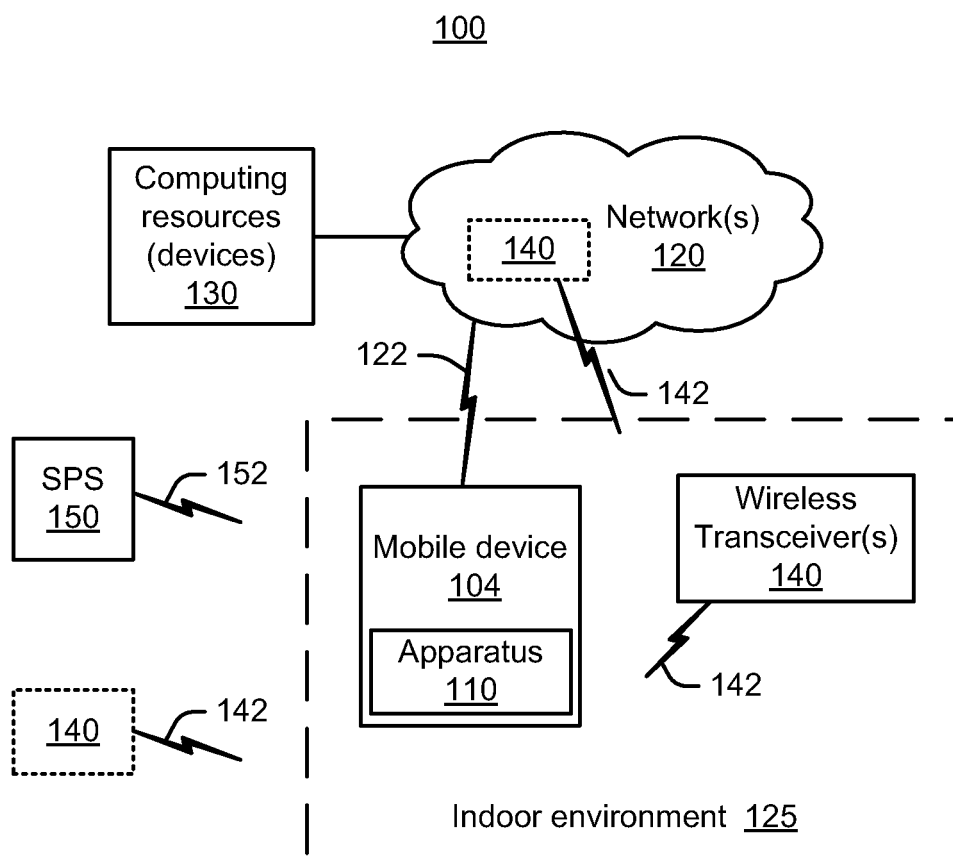 100
Computing
resources
(devices)
130
Network(s)
120
140
122
142
SPS
150
152
Mobile device
104
Apparatus
110
Wireless
Transceiver(s)
140
142
140
142
Indoor environment 125